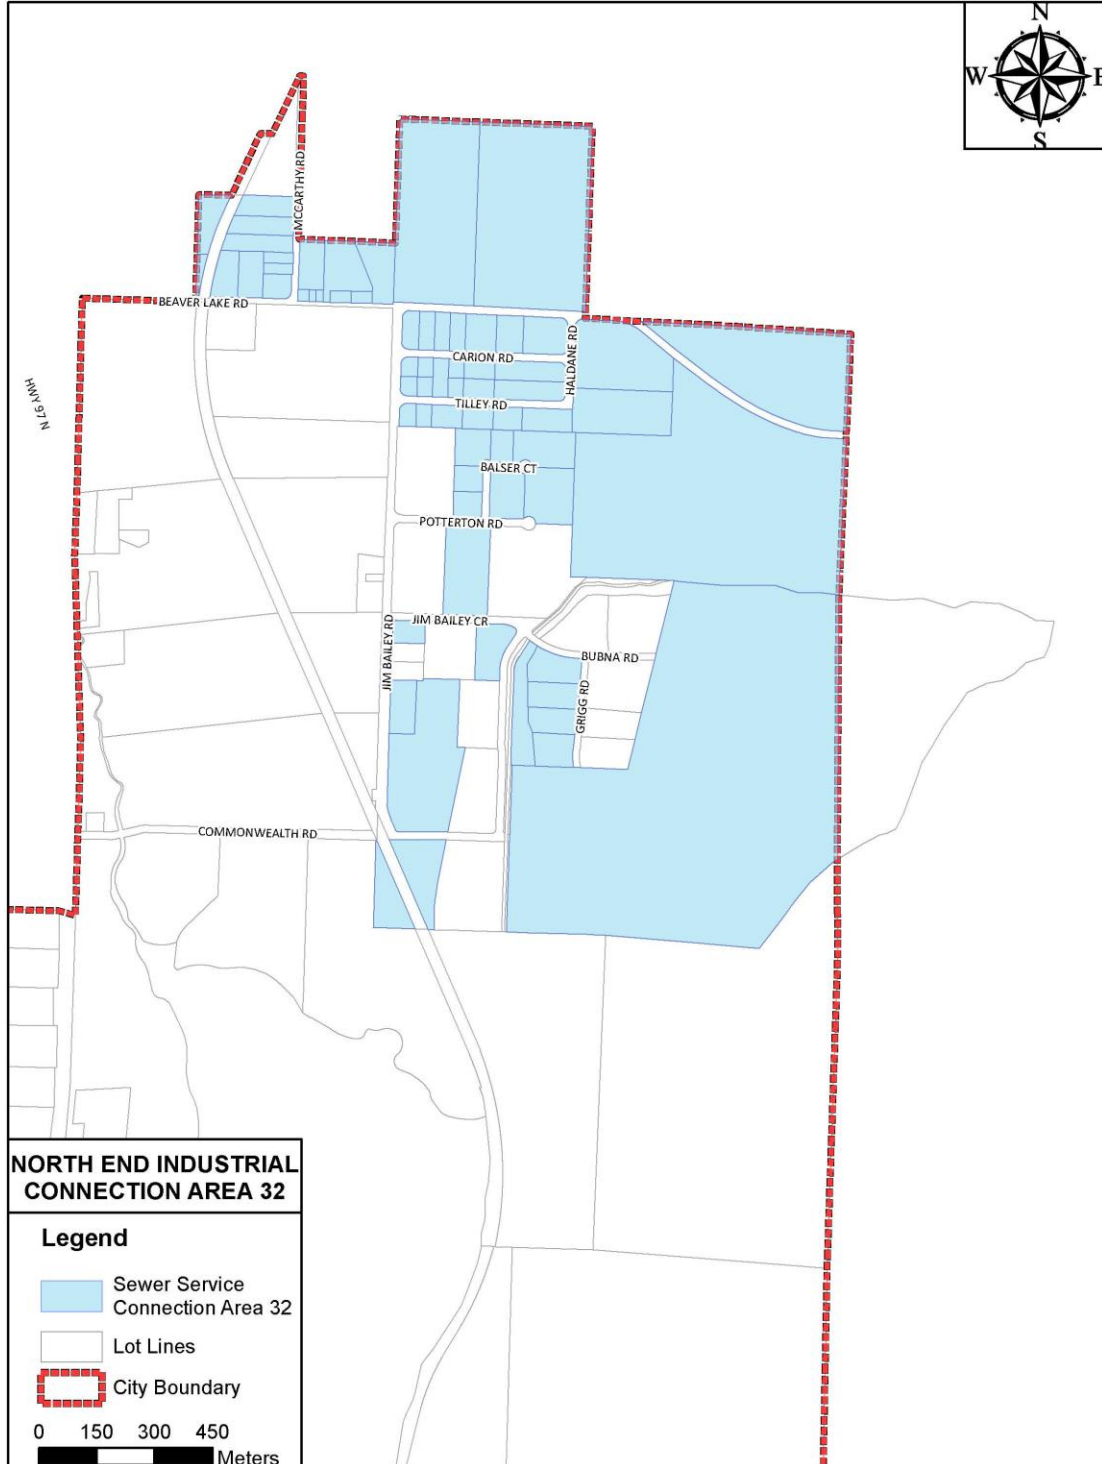 N
W
E
S
MCCARTHY RD
BEAVER LAKE RD
HALDANE RD
CARION RD
HWY 97 N
TILLEY RD
BALSER CT
POTTERTON RD
JIM BAILEY CR
JIM BAILEY RD
BUBNA RD
GRIGG RD
COMMONWEALTH RD
NORTH END INDUSTRIAL
CONNECTION AREA 32
Legend
Sewer Service
Connection Area 32
Lot Lines
City Boundary
0 150 300 450
Meters